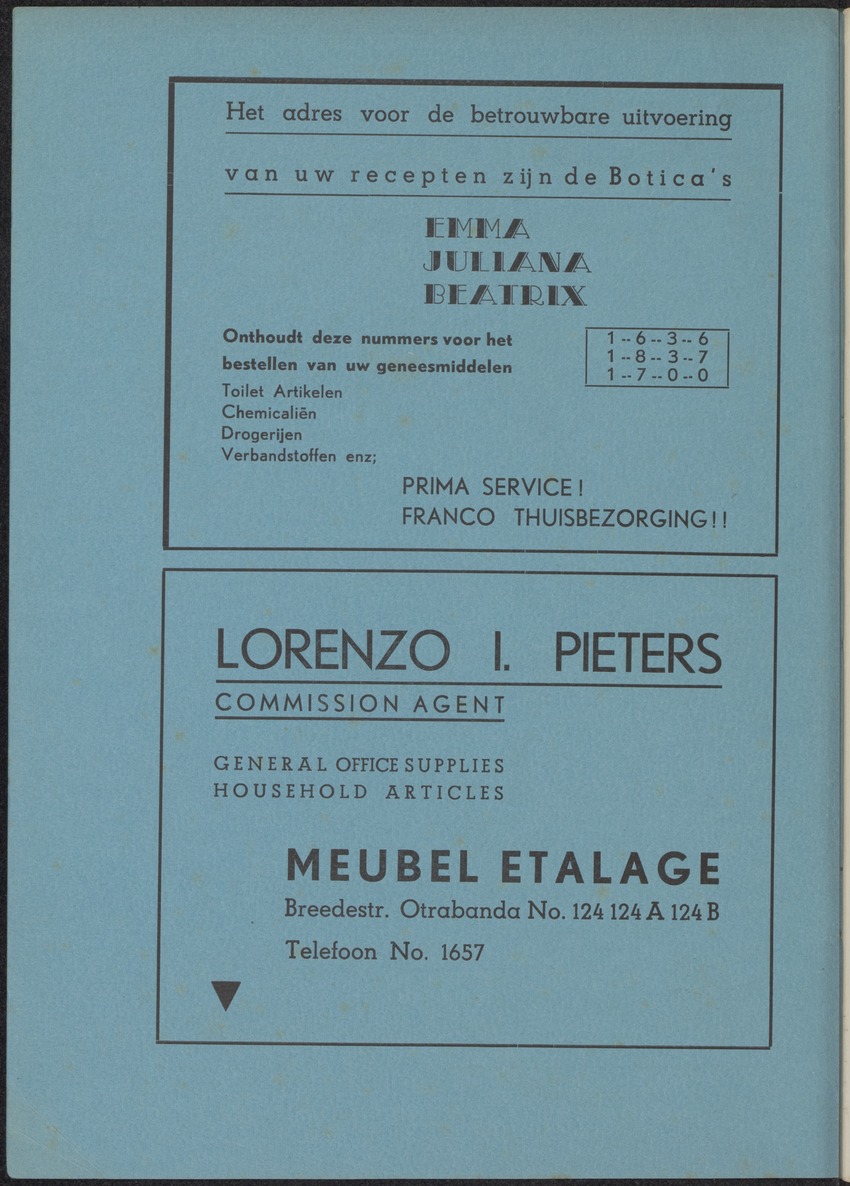 Het adres voor de betrouwbare uitvoering
van uw recepten zijn de Botica's
EMMA
JULIANA
BEATRIX
Onthoudt deze nummers voor het
bestellen van uw geneesmiddelen
1 -- 6 -- 3 -- 6
1 -- 8 -- 3 -- 7
1 -- 7 -- 0 -- 0
Toilet Artikelen
Chemicaliën
Drogerijen
Verbandstoffen enz;
PRIMA SERVICE !
FRANCO THUISBEZORGING ! !
LORENZO I. PIETERS
COMMISSION AGENT
GENERAL OFFICE SUPPLIES
HOUSEHOLD ARTICLES
MEUBEL ETALAGE
Breedestr. Otrabanda No. 124 124 A 124 B
Telefoon No. 1657